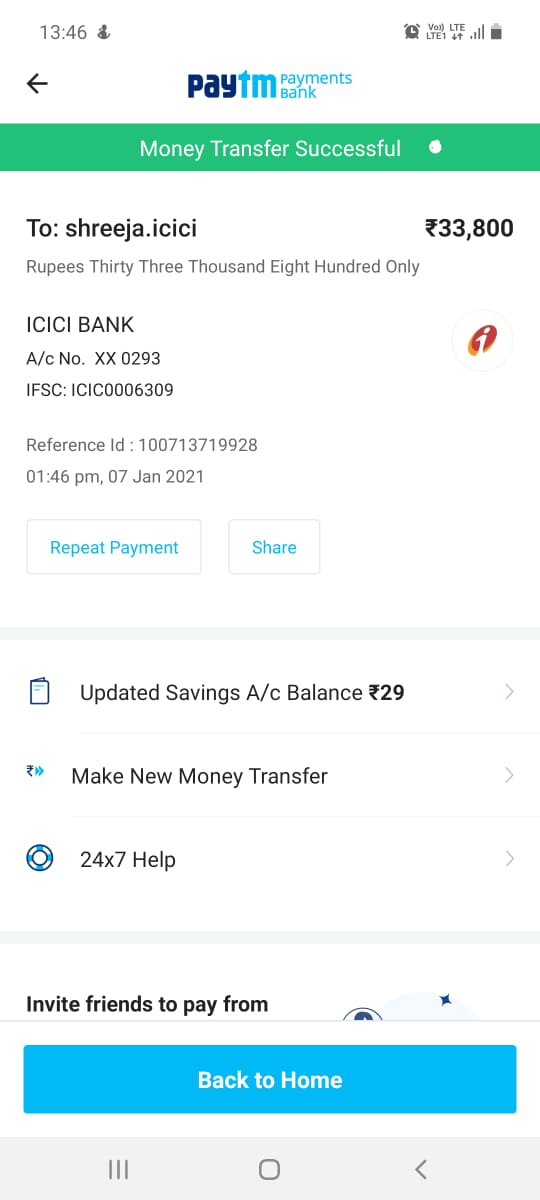 13:46
Vo)) LTE
LTE1
paytm Payments
Bank
Money Transfer Successful
To: shreeja.icici ₹33,800
Rupees Thirty Three Thousand Eight Hundred Only
ICICI BANK
A/c No. XX 0293
IFSC: ICIC0006309
Reference Id : 100713719928
01:46 pm, 07 Jan 2021
Repeat Payment Share
Updated Savings A/c Balance ₹29
Make New Money Transfer
24x7 Help
Invite friends to pay from
Back to Home